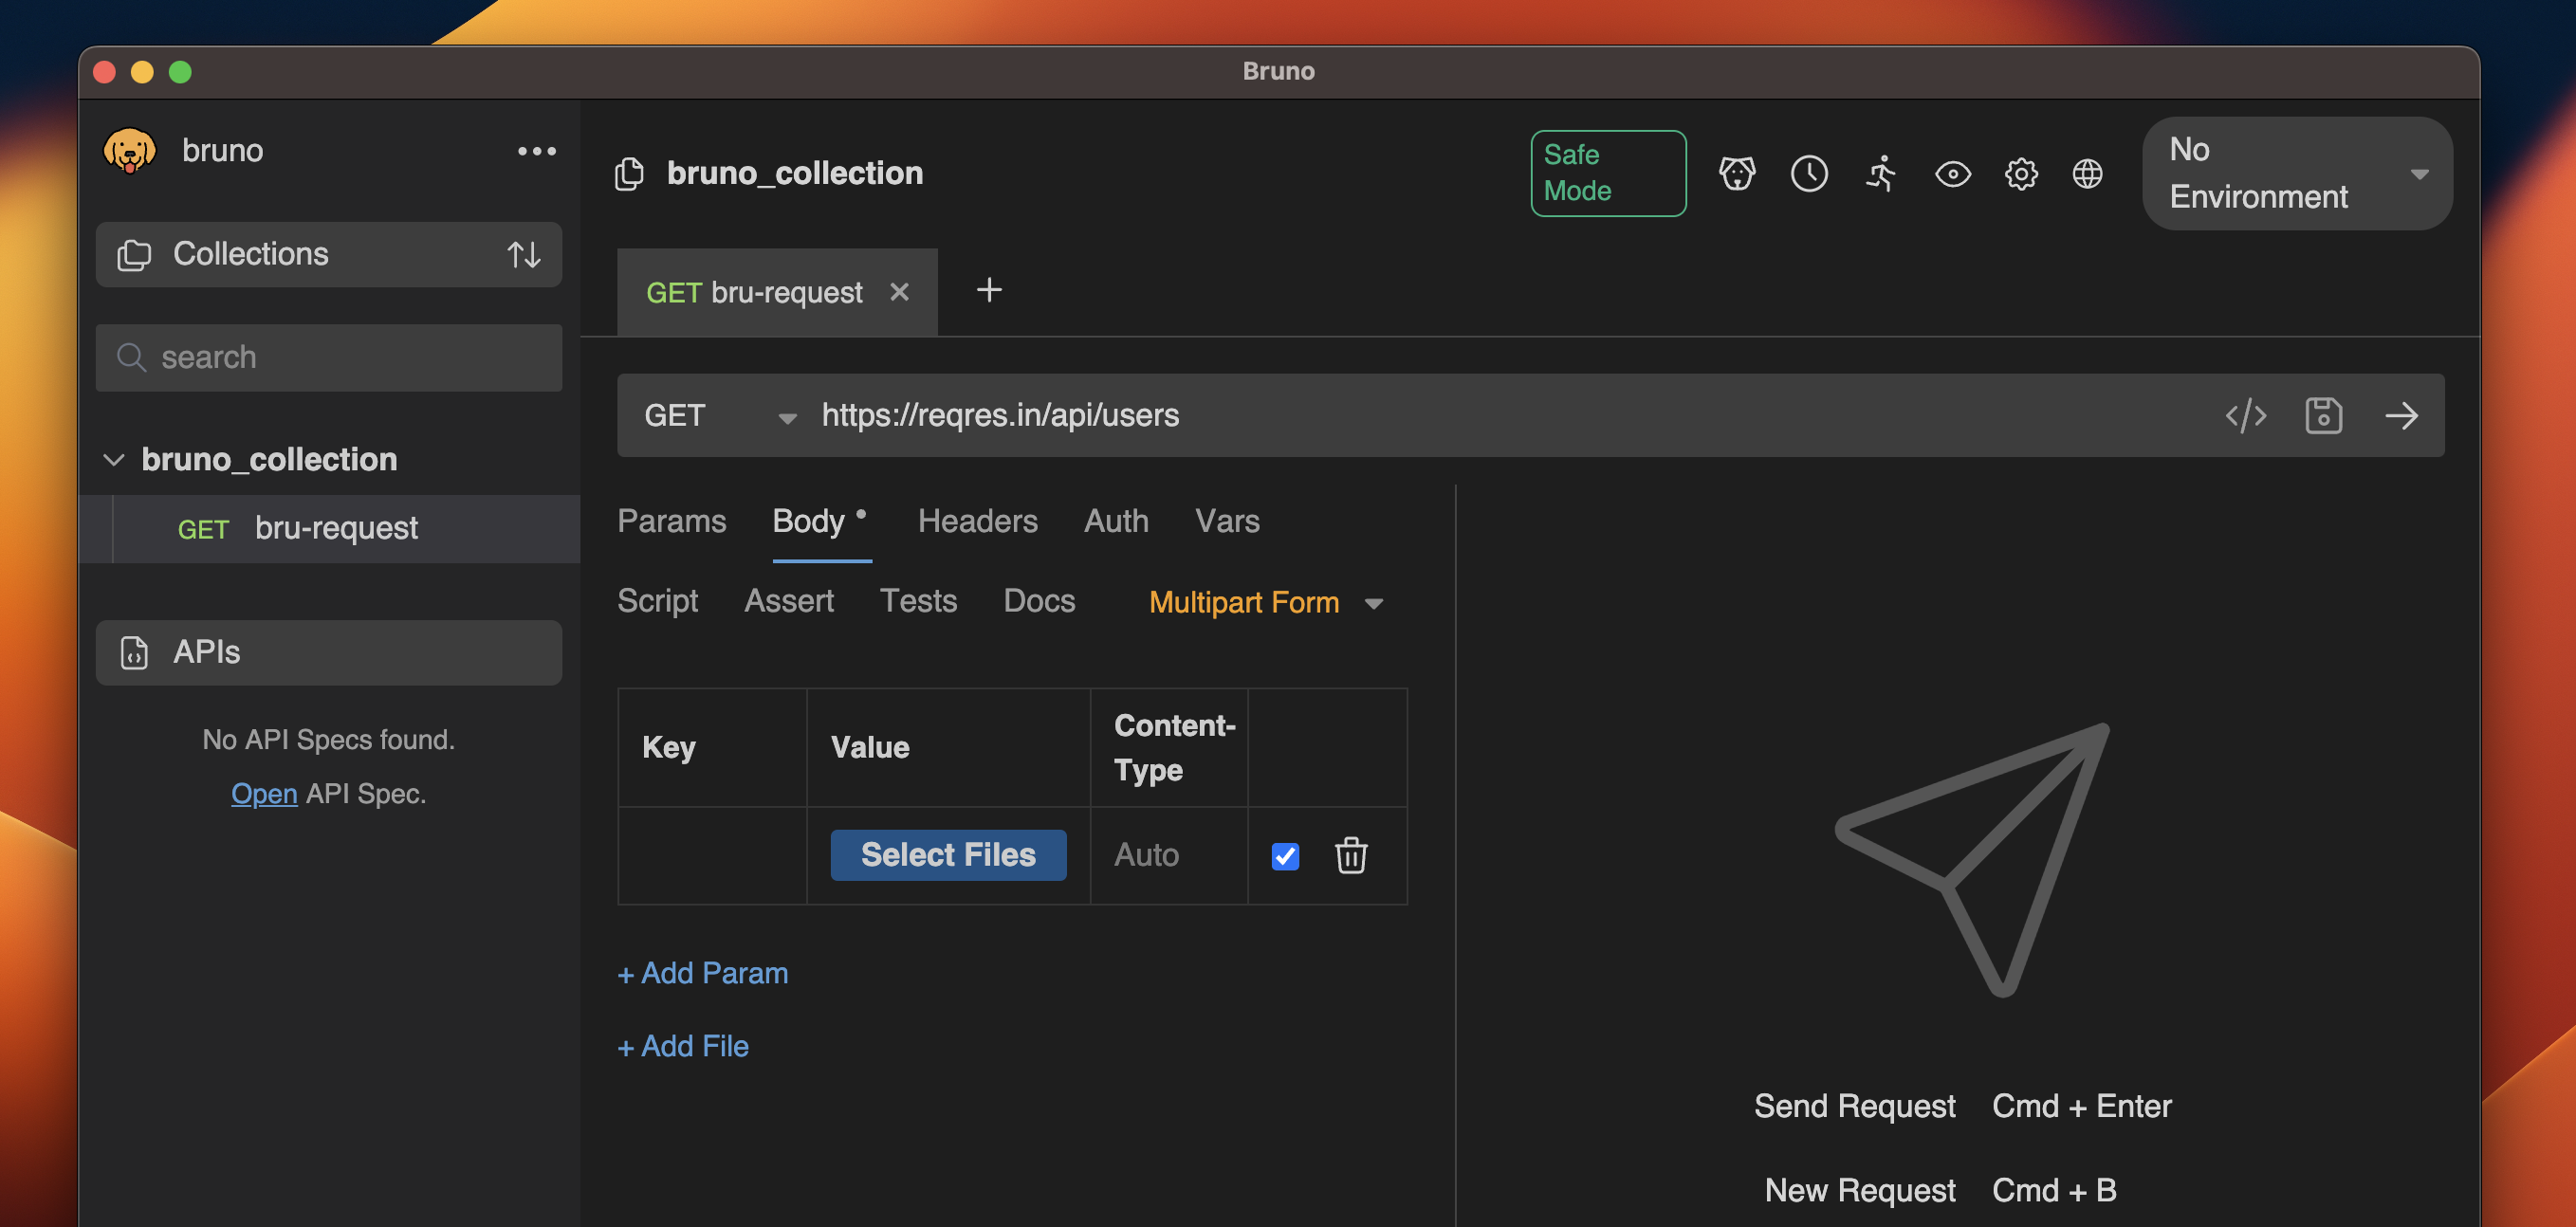 Bruno
bruno
Collections
search
bruno_collection
GET bru-request
APIs
No API Specs found.
Open API Spec.
bruno_collection
Safe
Mode
No
Environment
GET bru-request
GET https://reqres.in/api/users
Params Body Headers Auth Vars
Script Assert Tests Docs Multipart Form
Key Value Content-
Type
Select Files Auto
+ Add Param
+ Add File
Send Request Cmd + Enter
New Request Cmd + B